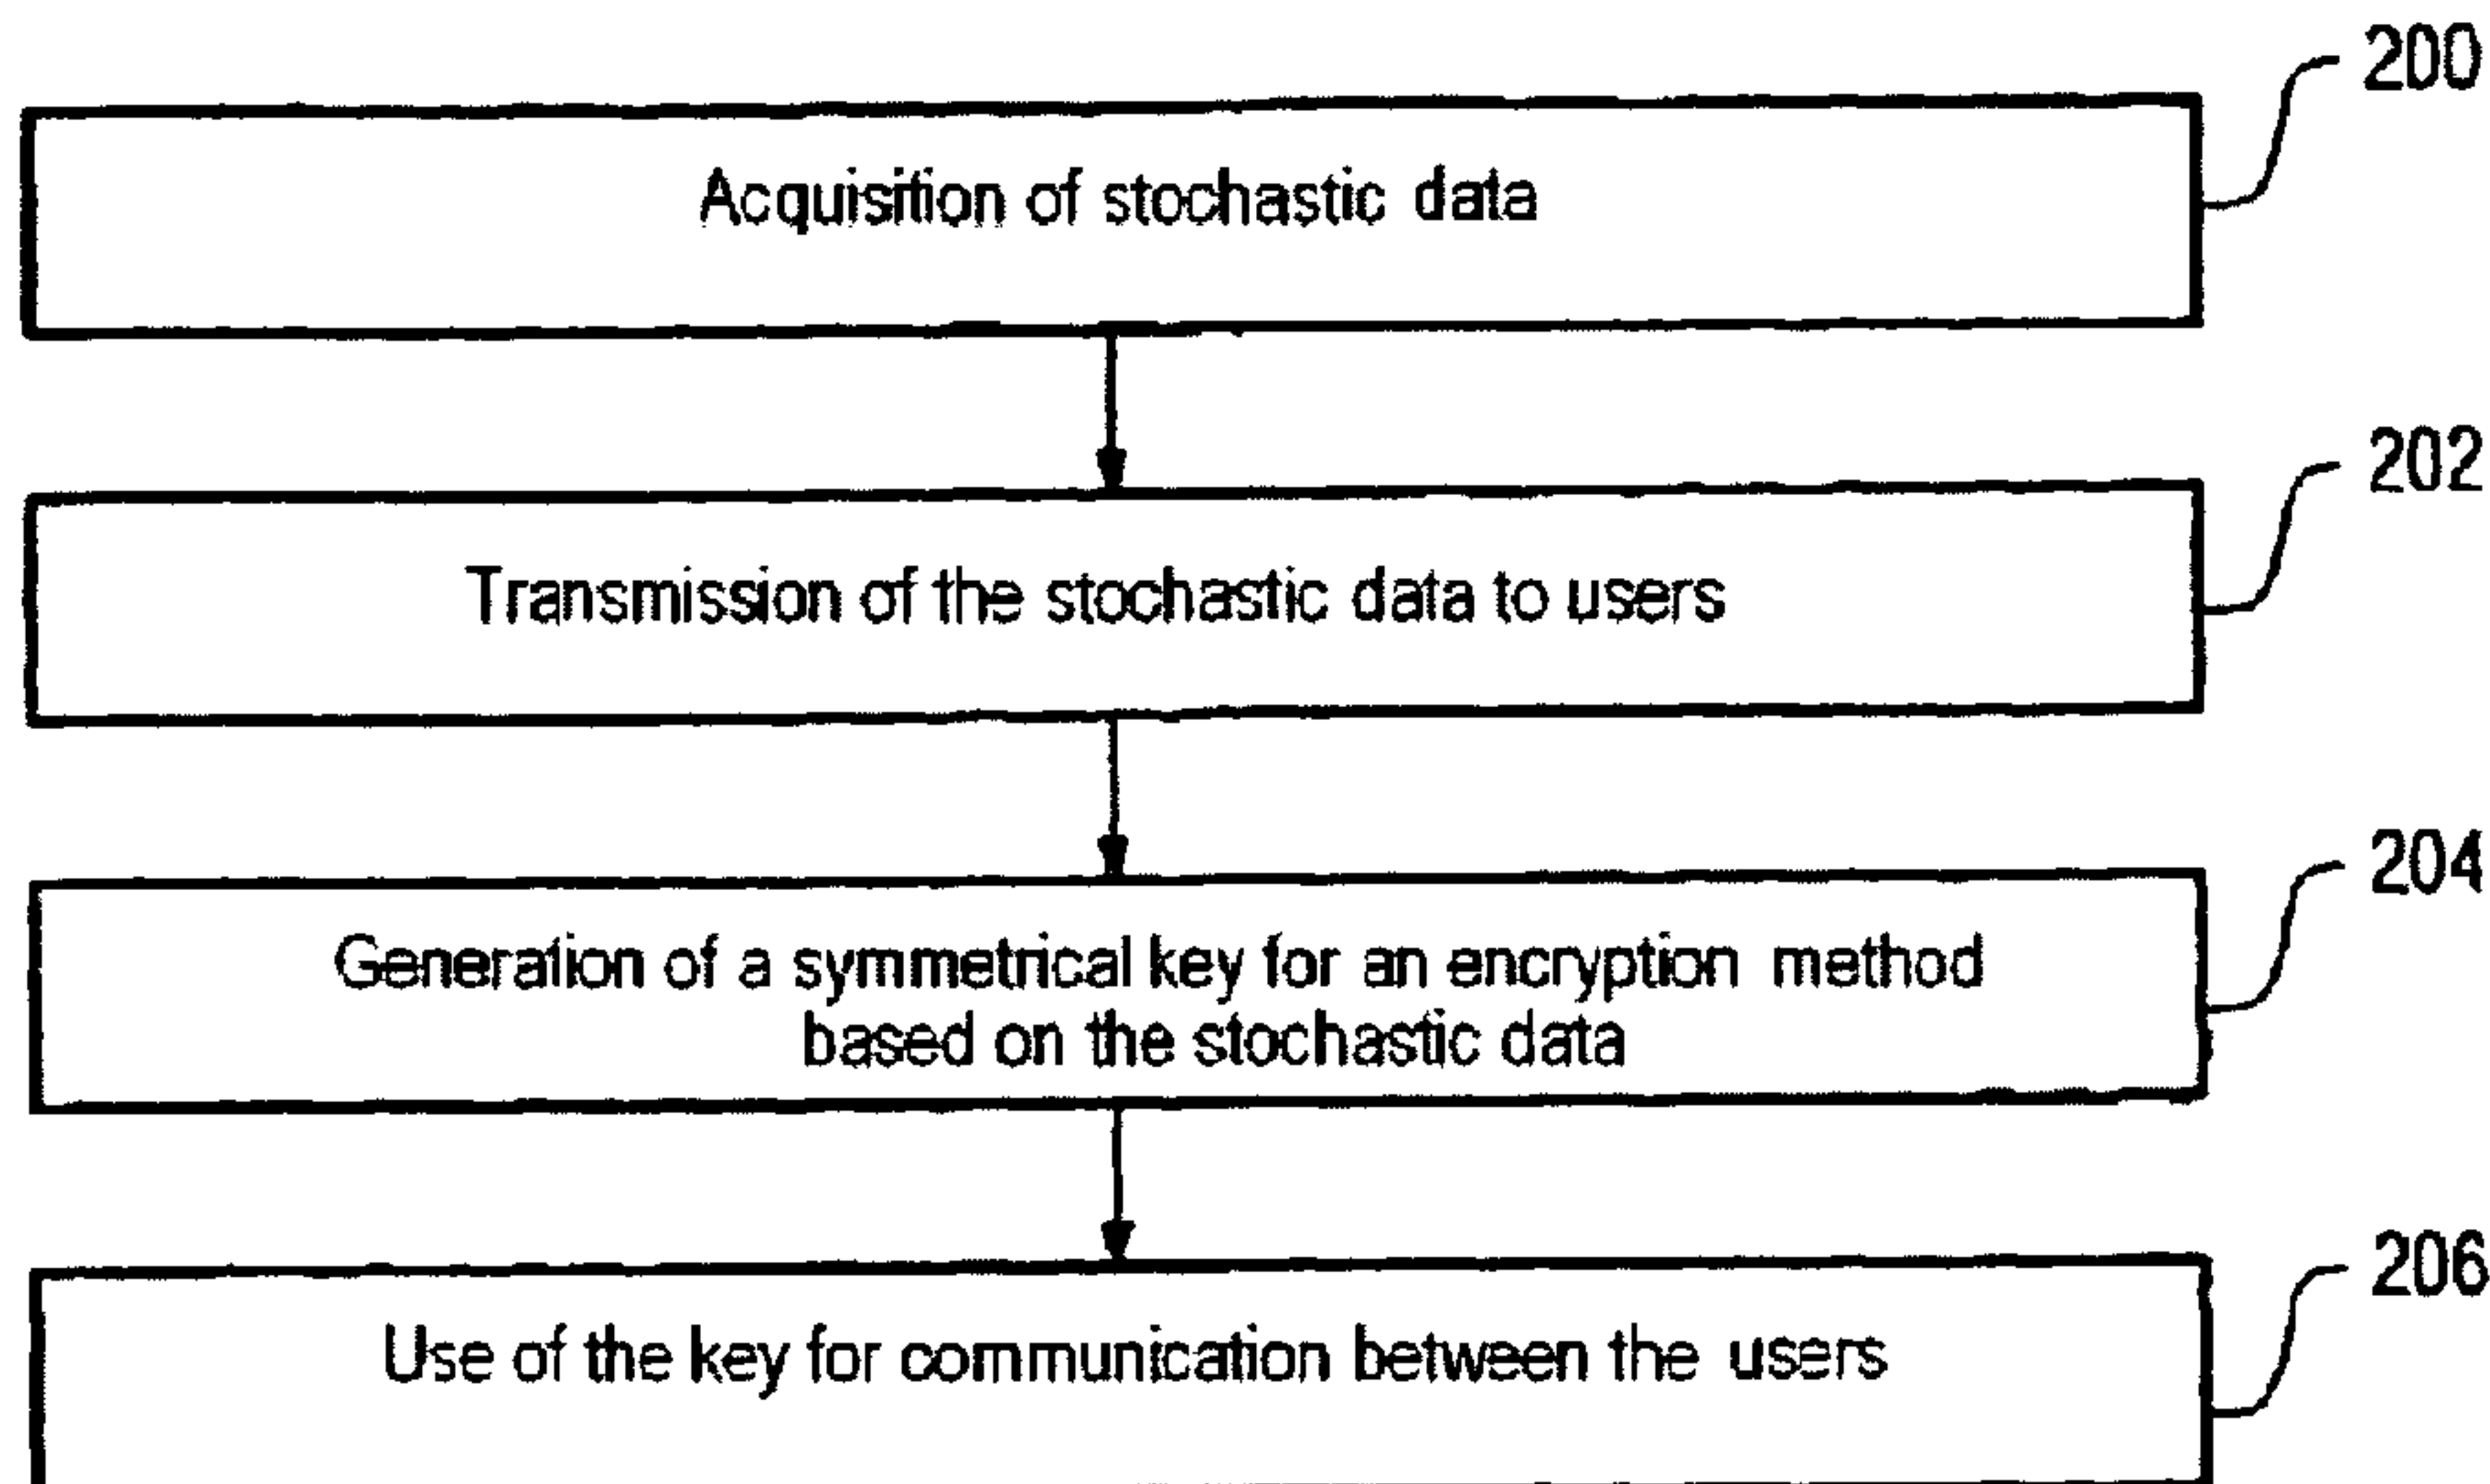 200
Acquisition of stochastic data
202
Transmission of the stochastic data to users
204
Generation of a symmetrical key for an encryption method
based on the stochastic data
206
Use of the key for communication between the users